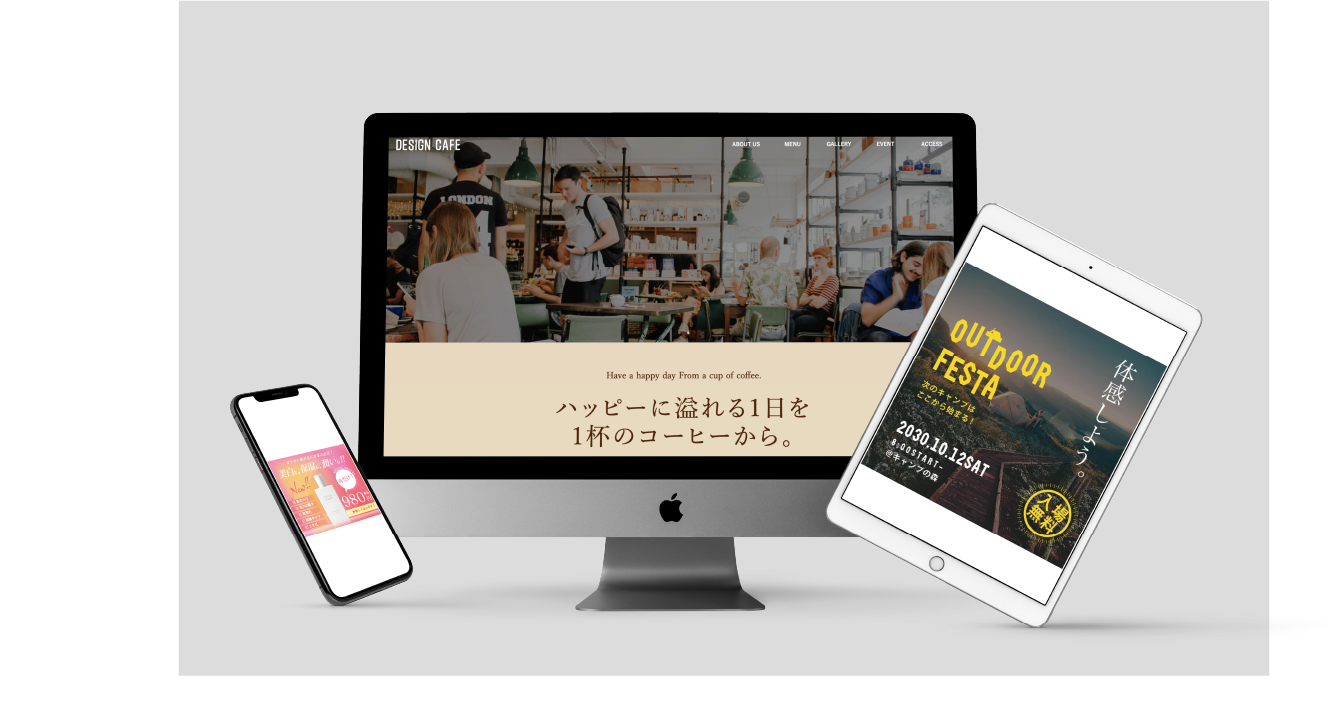 DESIGN CAFE
ABOUT US
MENU
GALLERY
EVENT
ACCESS
LONDON
Have a happy day From a cup of coffee.
ハッピーに溢れる1日を
1杯のコーヒーから。
OUTDOOR
FESTA
次のキャンプは
ここから始まる!
2030.10.12SAT
8:00START~
@キャンプの森
体感しよう。
入場
無料
美白も、保湿も、潤いも!!
New!!
980